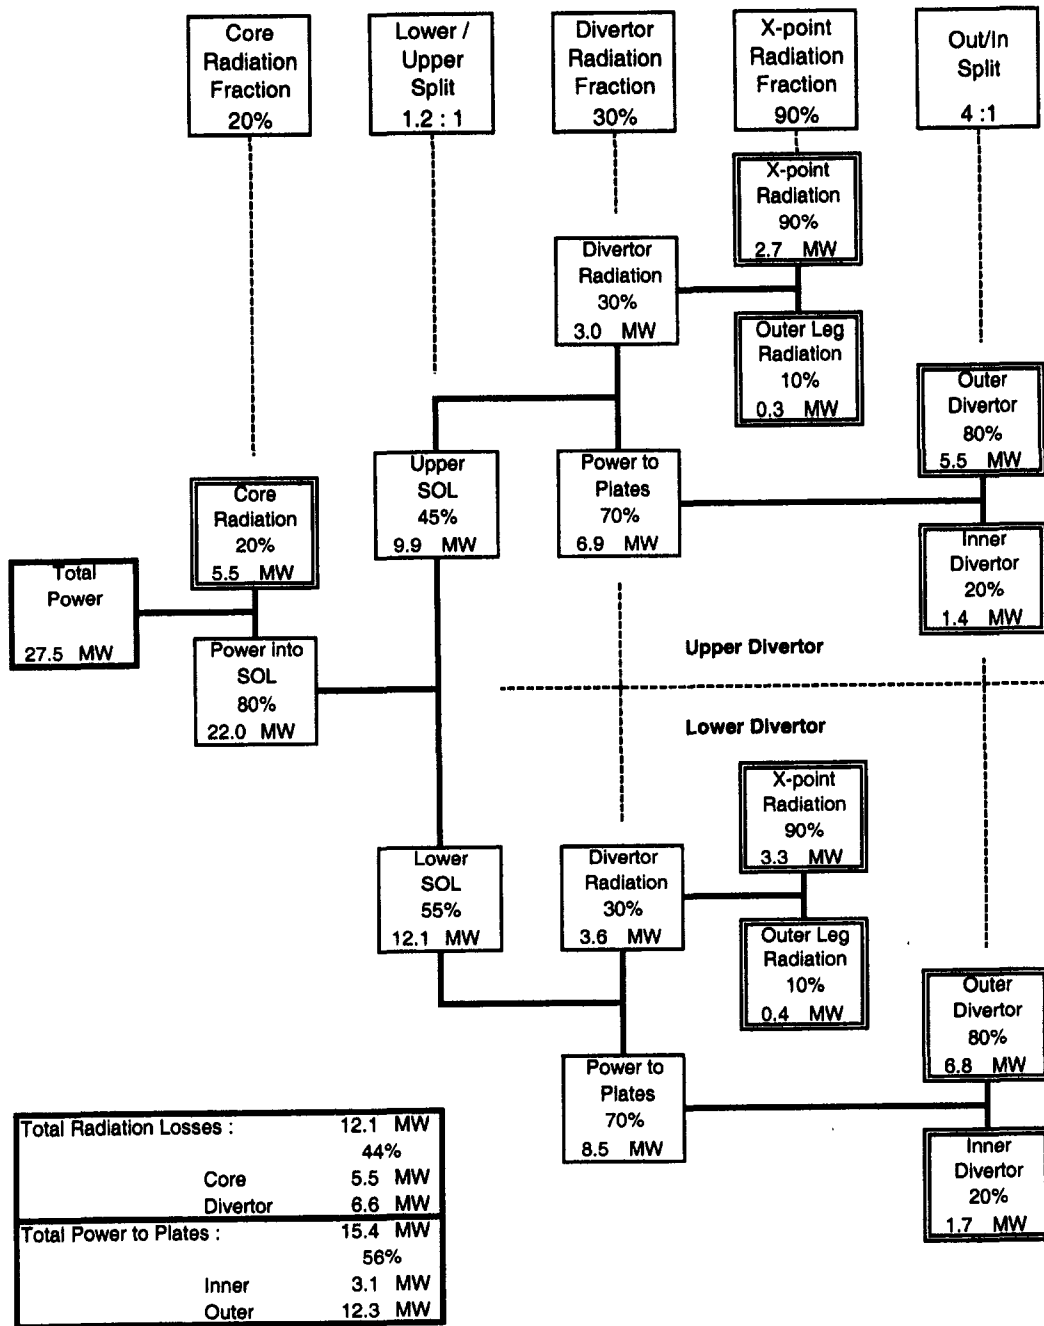 Core
Radiation
Fraction
20%
Lower /
Upper
Split
1.2 : 1
Divertor
Radiation
Fraction
30%
X-point
Radiation
Fraction
90%
Out/In
Split
4 :1
X-point
Radiation
90%
2.7 MW
Divertor
Radiation
30%
3.0 MW
Outer Leg
Radiation
10%
0.3 MW
Outer
Divertor
80%
5.5 MW
Upper
SOL
45%
9.9 MW
Power to
Plates
70%
6.9 MW
Core
Radiation
20%
5.5 MW
Inner
Divertor
20%
1.4 MW
Total
Power
27.5 MW
Power into
SOL
80%
22.0 MW
Upper Divertor
Lower Divertor
X-point
Radiation
90%
3.3 MW
Lower
SOL
55%
12.1 MW
Divertor
Radiation
30%
3.6 MW
Outer Leg
Radiation
10%
0.4 MW
Outer
Divertor
80%
6.8 MW
Power to
Plates
70%
8.5 MW
Inner
Divertor
20%
1.7 MW
Total Radiation Losses : 12.1 MW
44%
Core 5.5 MW
Divertor 6.6 MW
Total Power to Plates : 15.4 MW
56%
Inner 3.1 MW
Outer 12.3 MW